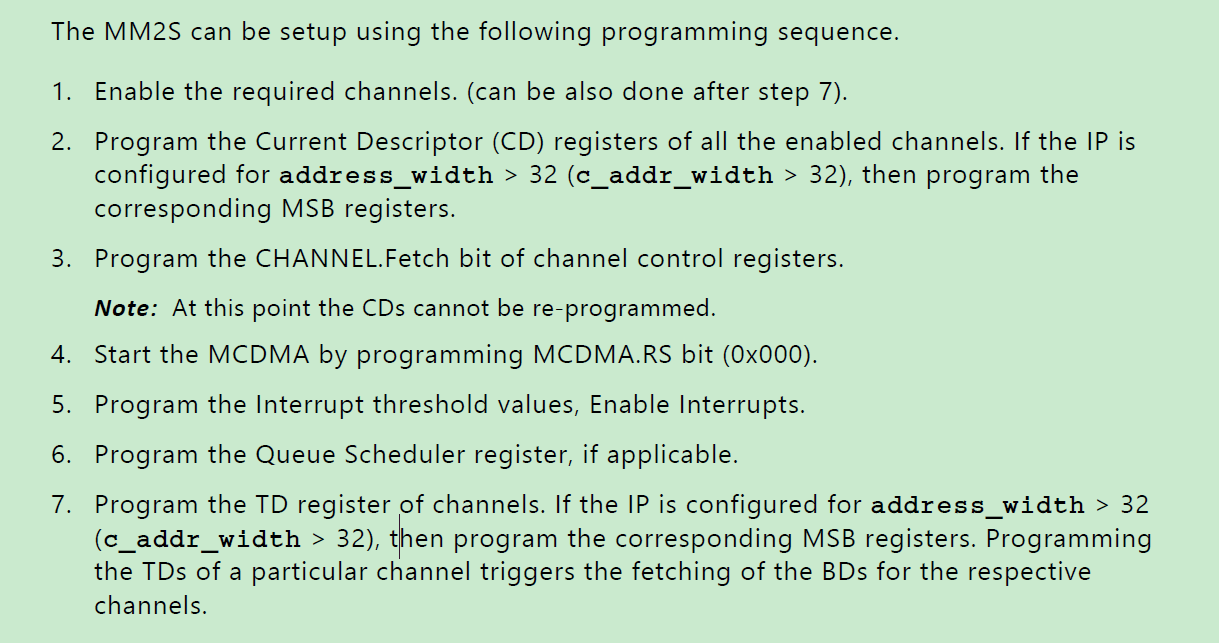 The MM2S can be setup using the following programming sequence.
1. Enable the required channels. (can be also done after step 7).
2. Program the Current Descriptor (CD) registers of all the enabled channels. If the IP is
configured for address_width > 32 (c_addr_width > 32), then program the
corresponding MSB registers.
3. Program the CHANNEL.Fetch bit of channel control registers.
Note: At this point the CDs cannot be re-programmed.
4. Start the MCDMA by programming MCDMA.RS bit (0x000).
5. Program the Interrupt threshold values, Enable Interrupts.
6. Program the Queue Scheduler register, if applicable.
7. Program the TD register of channels. If the IP is configured for address_width > 32
(c_addr_width > 32), then program the corresponding MSB registers. Programming
the TDs of a particular channel triggers the fetching of the BDs for the respective
channels.